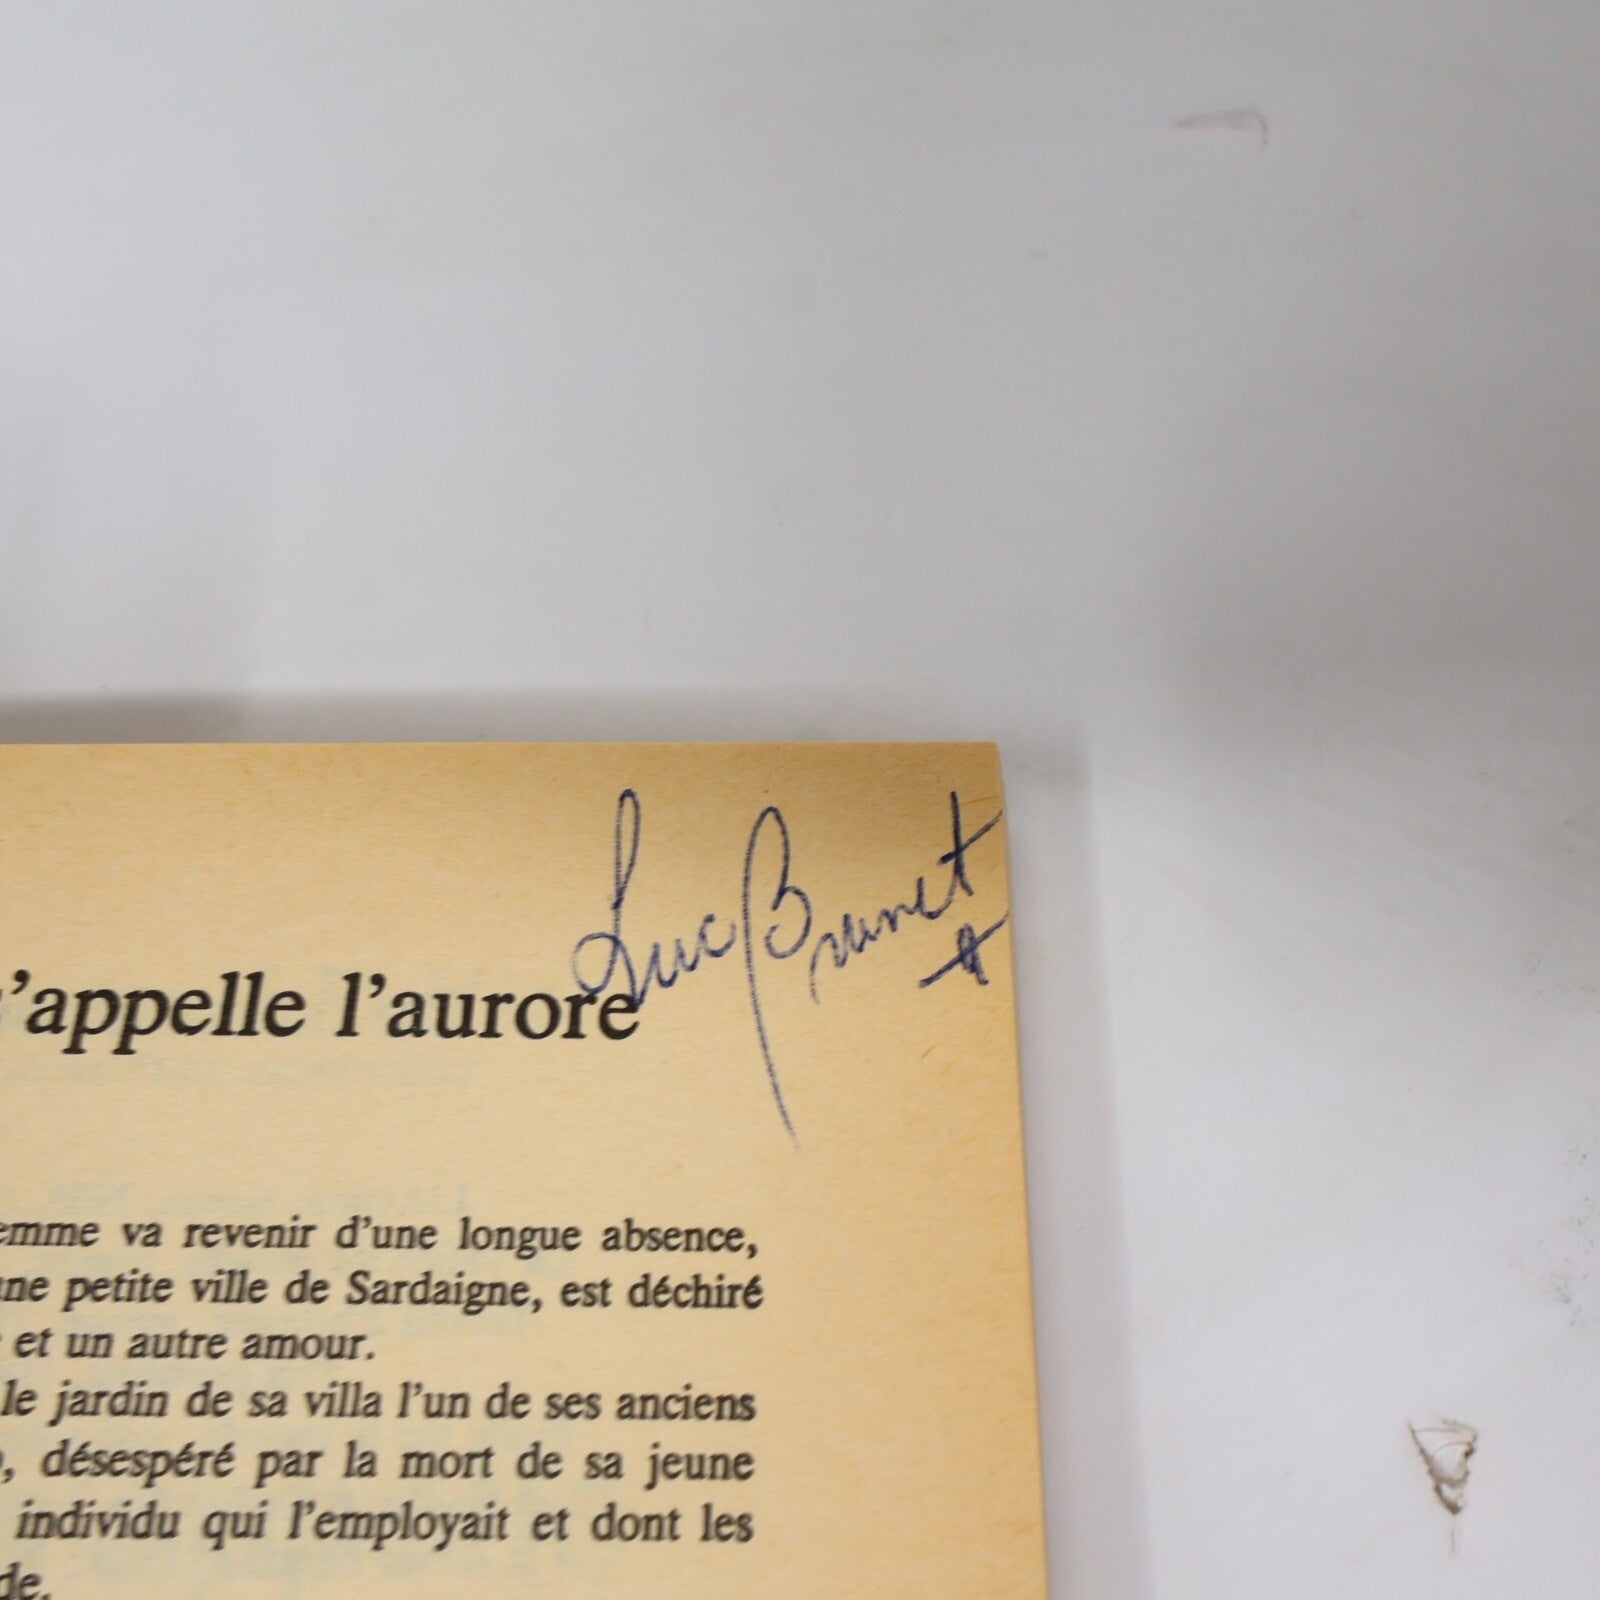 Luc Brunet
s'appelle l'aurore
emme va revenir d'une longue absence,
une petite ville de Sardaigne, est déchiré
et un autre amour.
le jardin de sa villa l'un de ses anciens
o, désespéré par la mort de sa jeune
individu qui l'employait et dont les
de.